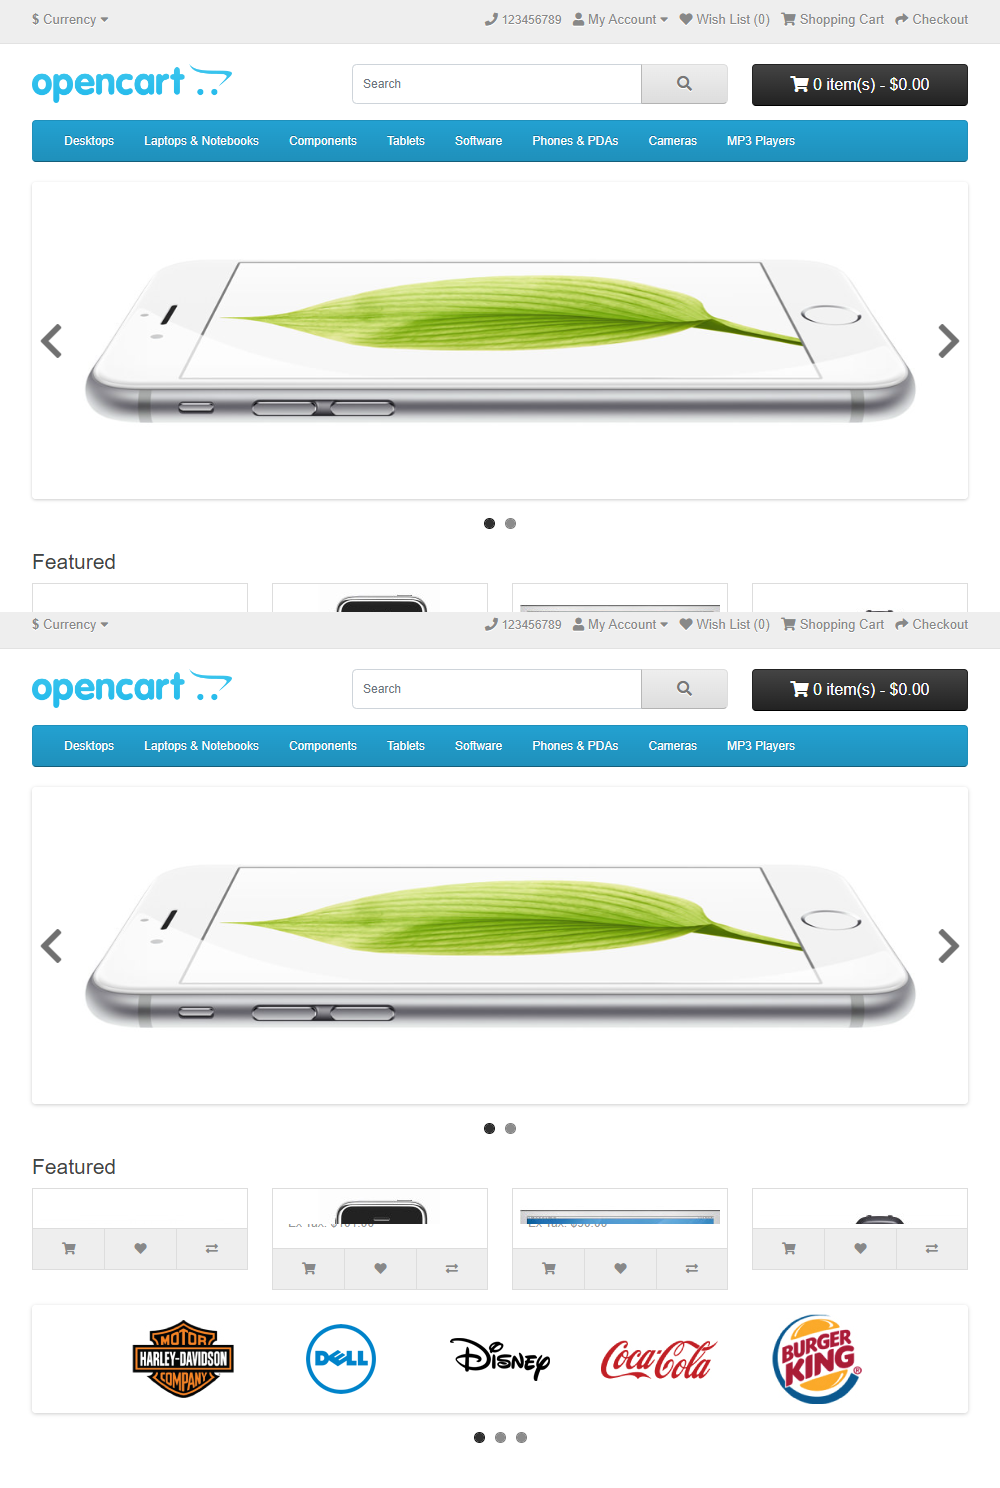 $ Currency 123456789 My Account Wish List (0) Shopping Cart Checkout
opencart Search 0 item(s) - $0.00
Desktops Laptops & Notebooks Components Tablets Software Phones & PDAs Cameras MP3 Players
Featured
$ Currency 123456789 My Account Wish List (0) Shopping Cart Checkout
opencart Search 0 item(s) - $0.00
Desktops Laptops & Notebooks Components Tablets Software Phones & PDAs Cameras MP3 Players
Featured
MOTOR HARLEY-DAVIDSON COMPANY DELL Disney Coca-Cola BURGER KING ®